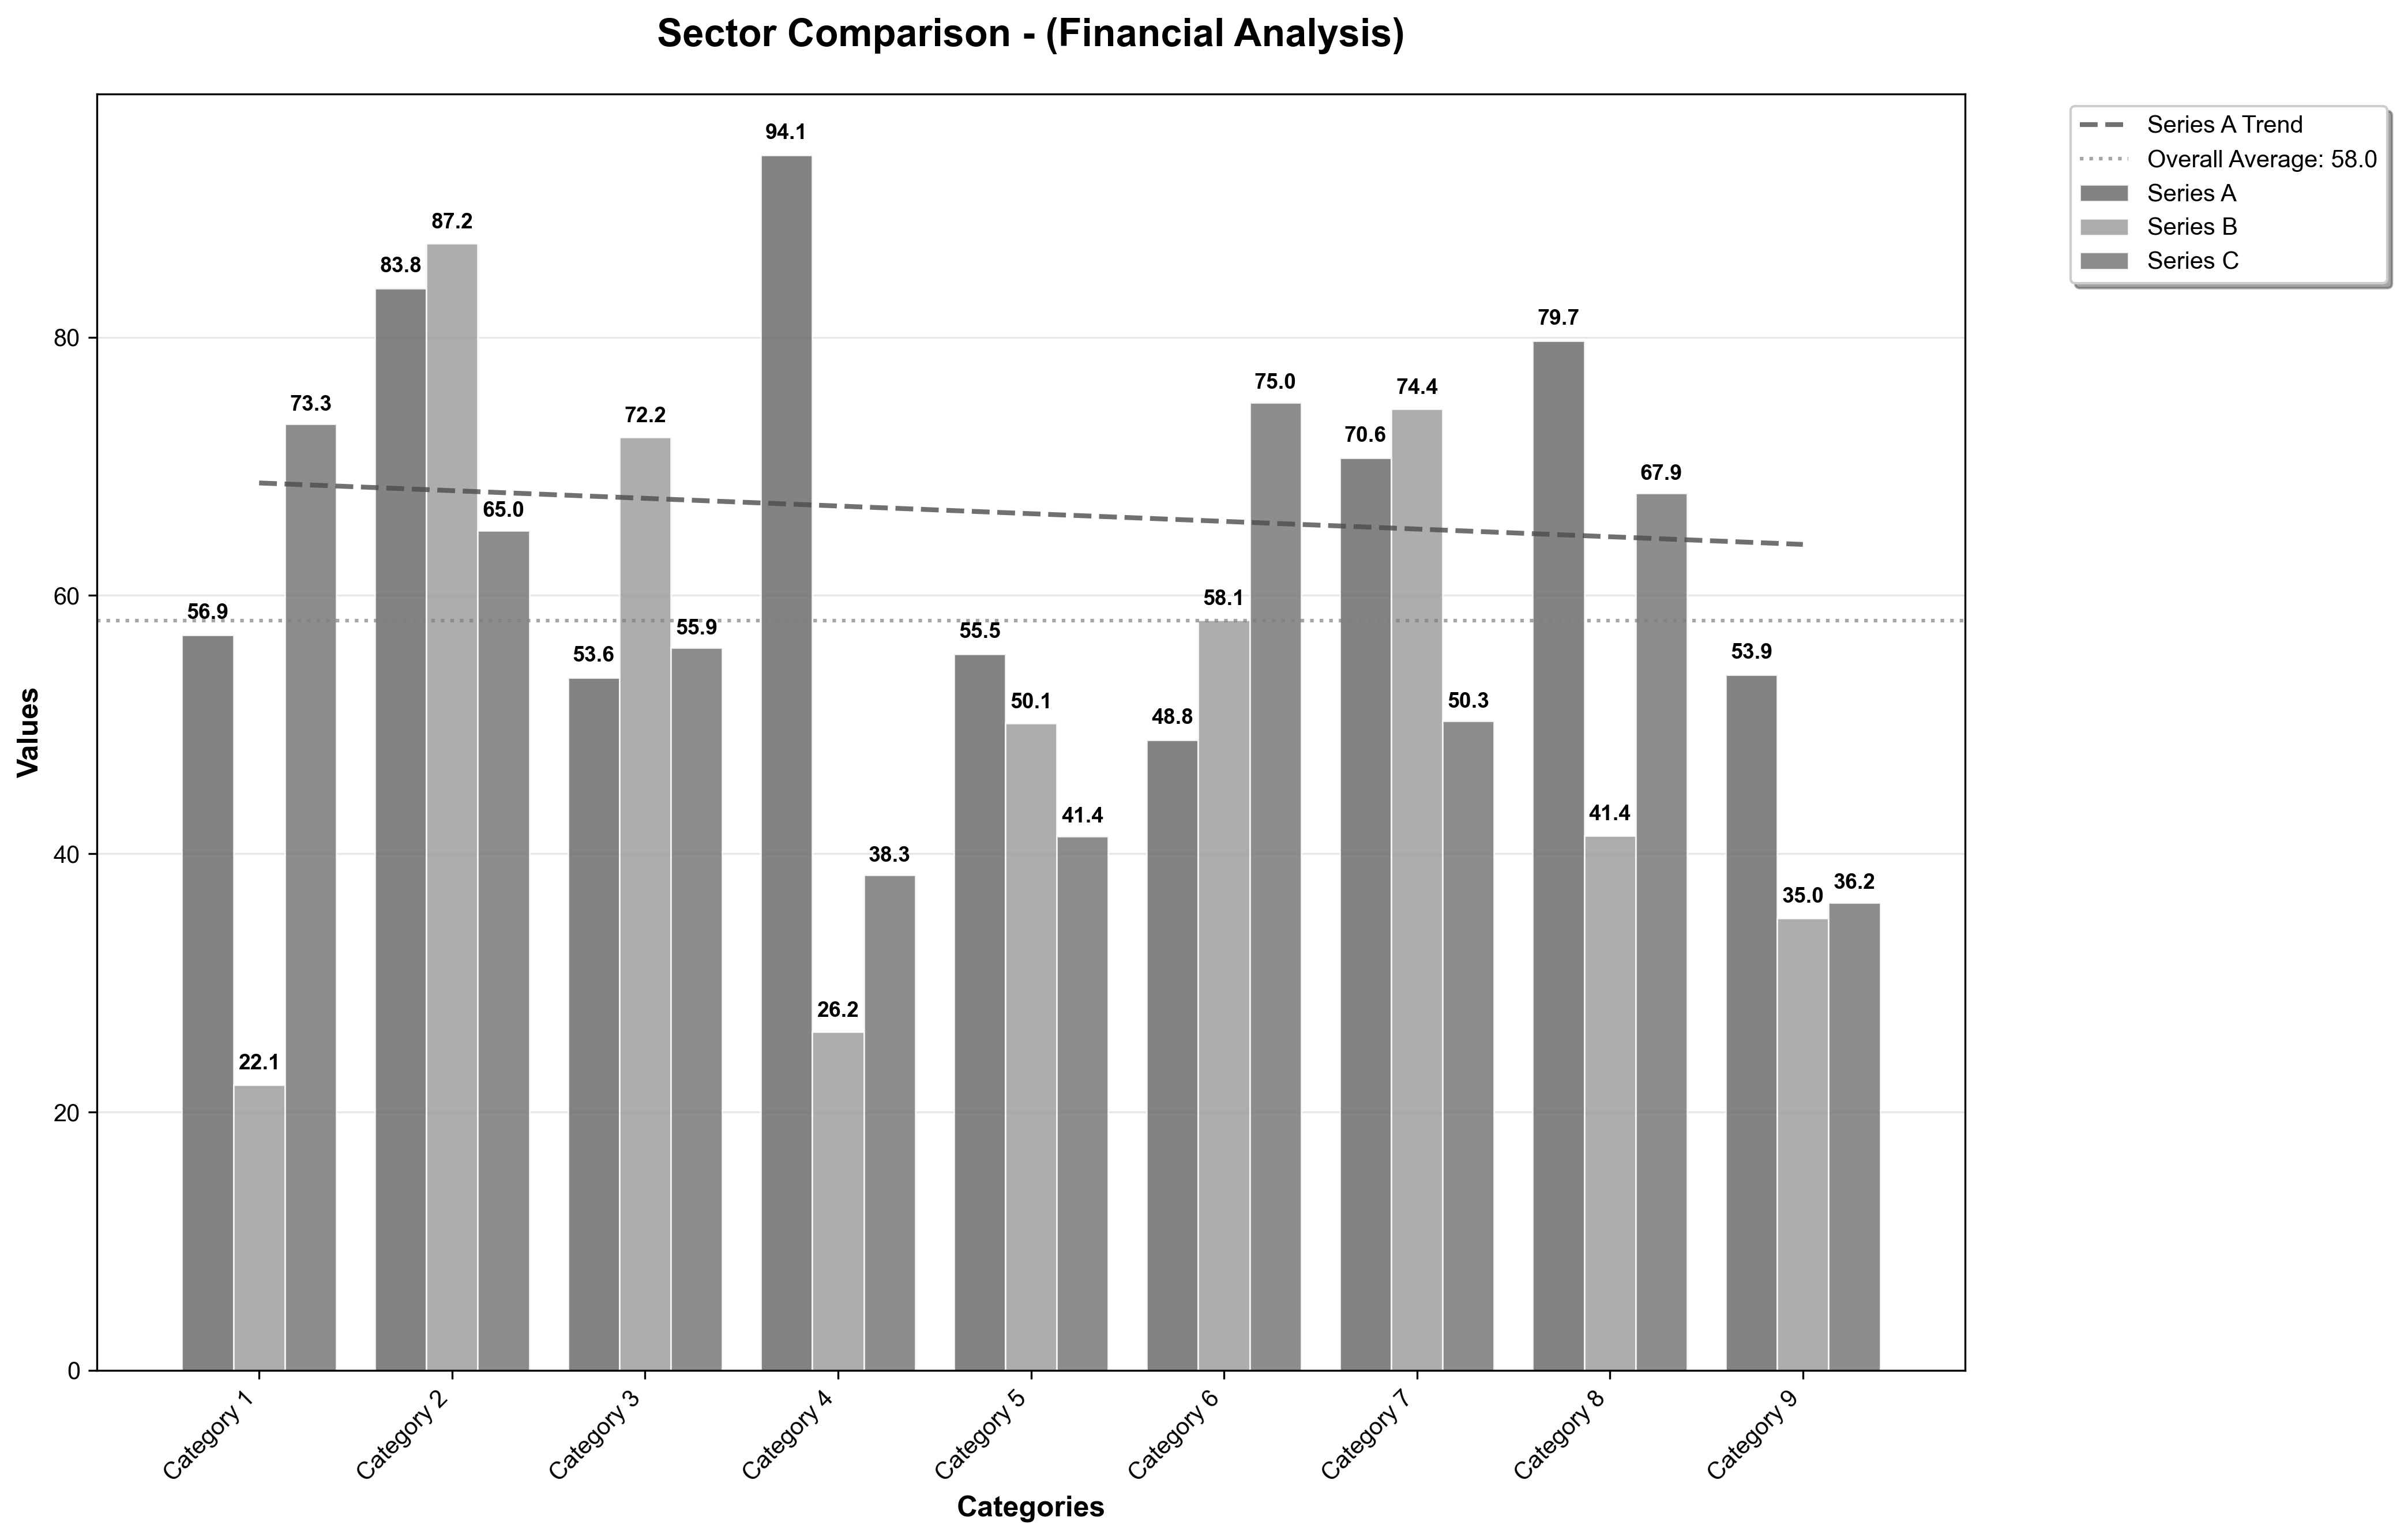 Sector Comparison - (Financial Analysis)
Series A Trend
Overall Average: 58.0
Series A
Series B
Series C
Values
80
60
40
20
0
56.9
22.1
73.3
83.8
87.2
65.0
53.6
72.2
55.9
94.1
26.2
38.3
55.5
50.1
41.4
48.8
58.1
75.0
70.6
74.4
50.3
79.7
41.4
67.9
53.9
35.0
36.2
Category 1
Category 2
Category 3
Category 4
Category 5
Category 6
Category 7
Category 8
Category 9
Categories